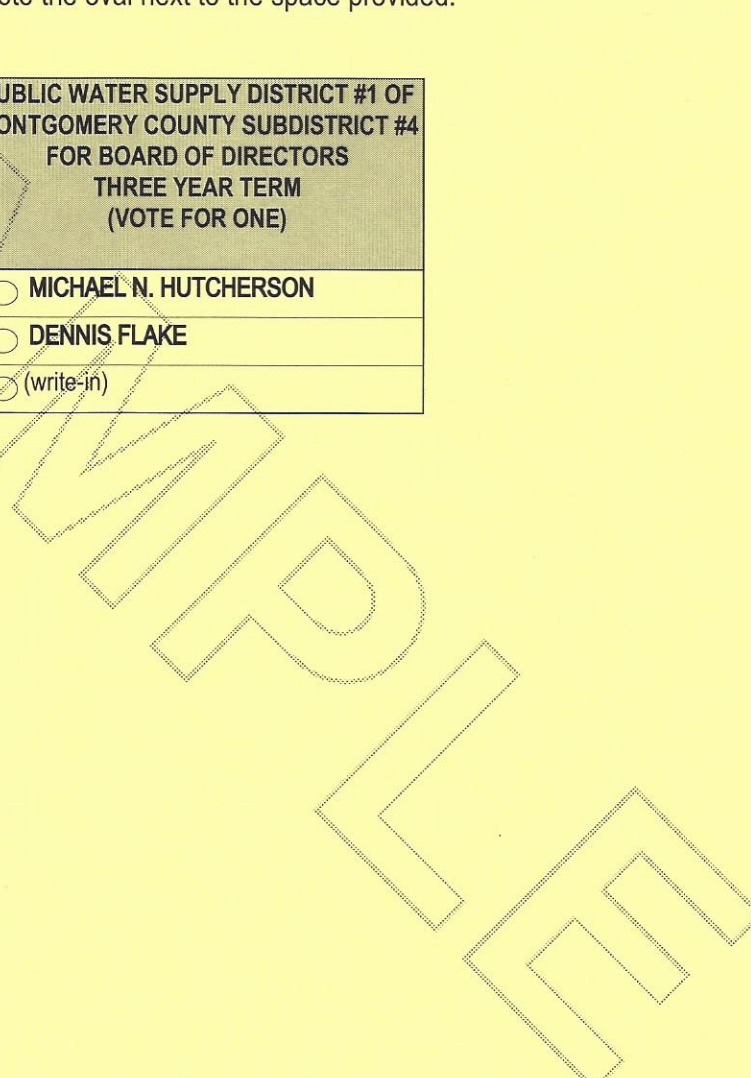 the oval next to the space provided.
UBLIC WATER SUPPLY DISTRICT #1 OF
ONTGOMERY COUNTY SUBDISTRICT #4
FOR BOARD OF DIRECTORS
THREE YEAR TERM
(VOTE FOR ONE)
MICHAEL N. HUTCHERSON
DENNIS FLAKE
(write-in)
MPLE